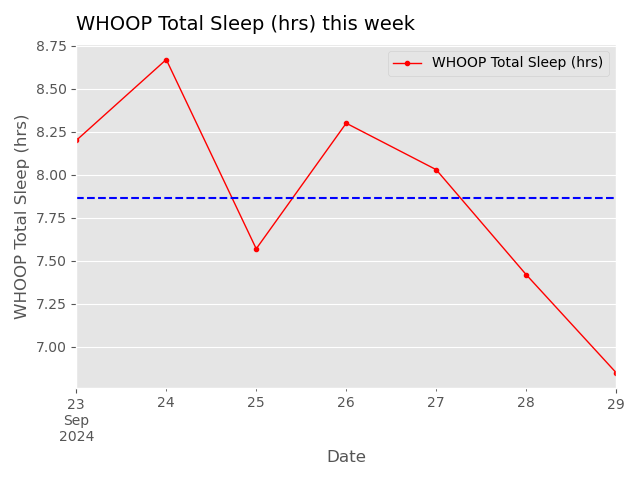 WHOOP Total Sleep (hrs) this week
WHOOP Total Sleep (hrs)
WHOOP Total Sleep (hrs)
8.75
8.50
8.25
8.00
7.75
7.50
7.25
7.00
23 24 25 26 27 28 29
Sep
2024
Date